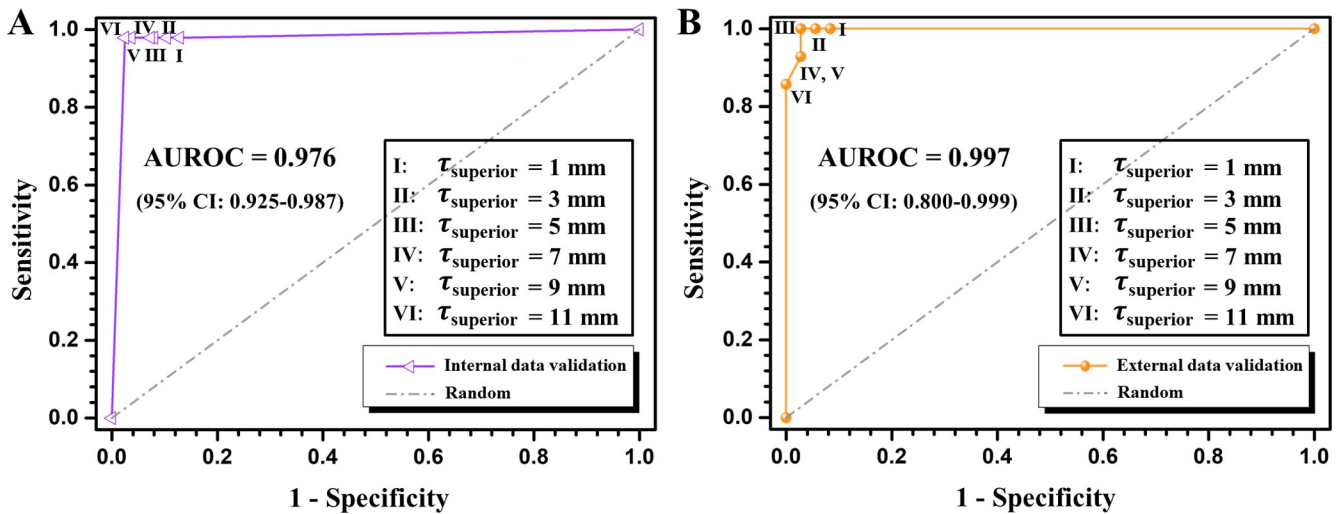 A
Sensitivity
1.0
0.8
0.6
0.4
0.2
0.0
VI IV II
V III I
AUROC = 0.976
(95% CI: 0.925-0.987)
I: τsuperior = 1 mm
II: τsuperior = 3 mm
III: τsuperior = 5 mm
IV: τsuperior = 7 mm
V: τsuperior = 9 mm
VI: τsuperior = 11 mm
Internal data validation
Random
0.0 0.2 0.4 0.6 0.8 1.0
1 - Specificity
B
Sensitivity
1.0
0.8
0.6
0.4
0.2
0.0
III II I
IV, V
VI
AUROC = 0.997
(95% CI: 0.800-0.999)
I: τsuperior = 1 mm
II: τsuperior = 3 mm
III: τsuperior = 5 mm
IV: τsuperior = 7 mm
V: τsuperior = 9 mm
VI: τsuperior = 11 mm
External data validation
Random
0.0 0.2 0.4 0.6 0.8 1.0
1 - Specificity